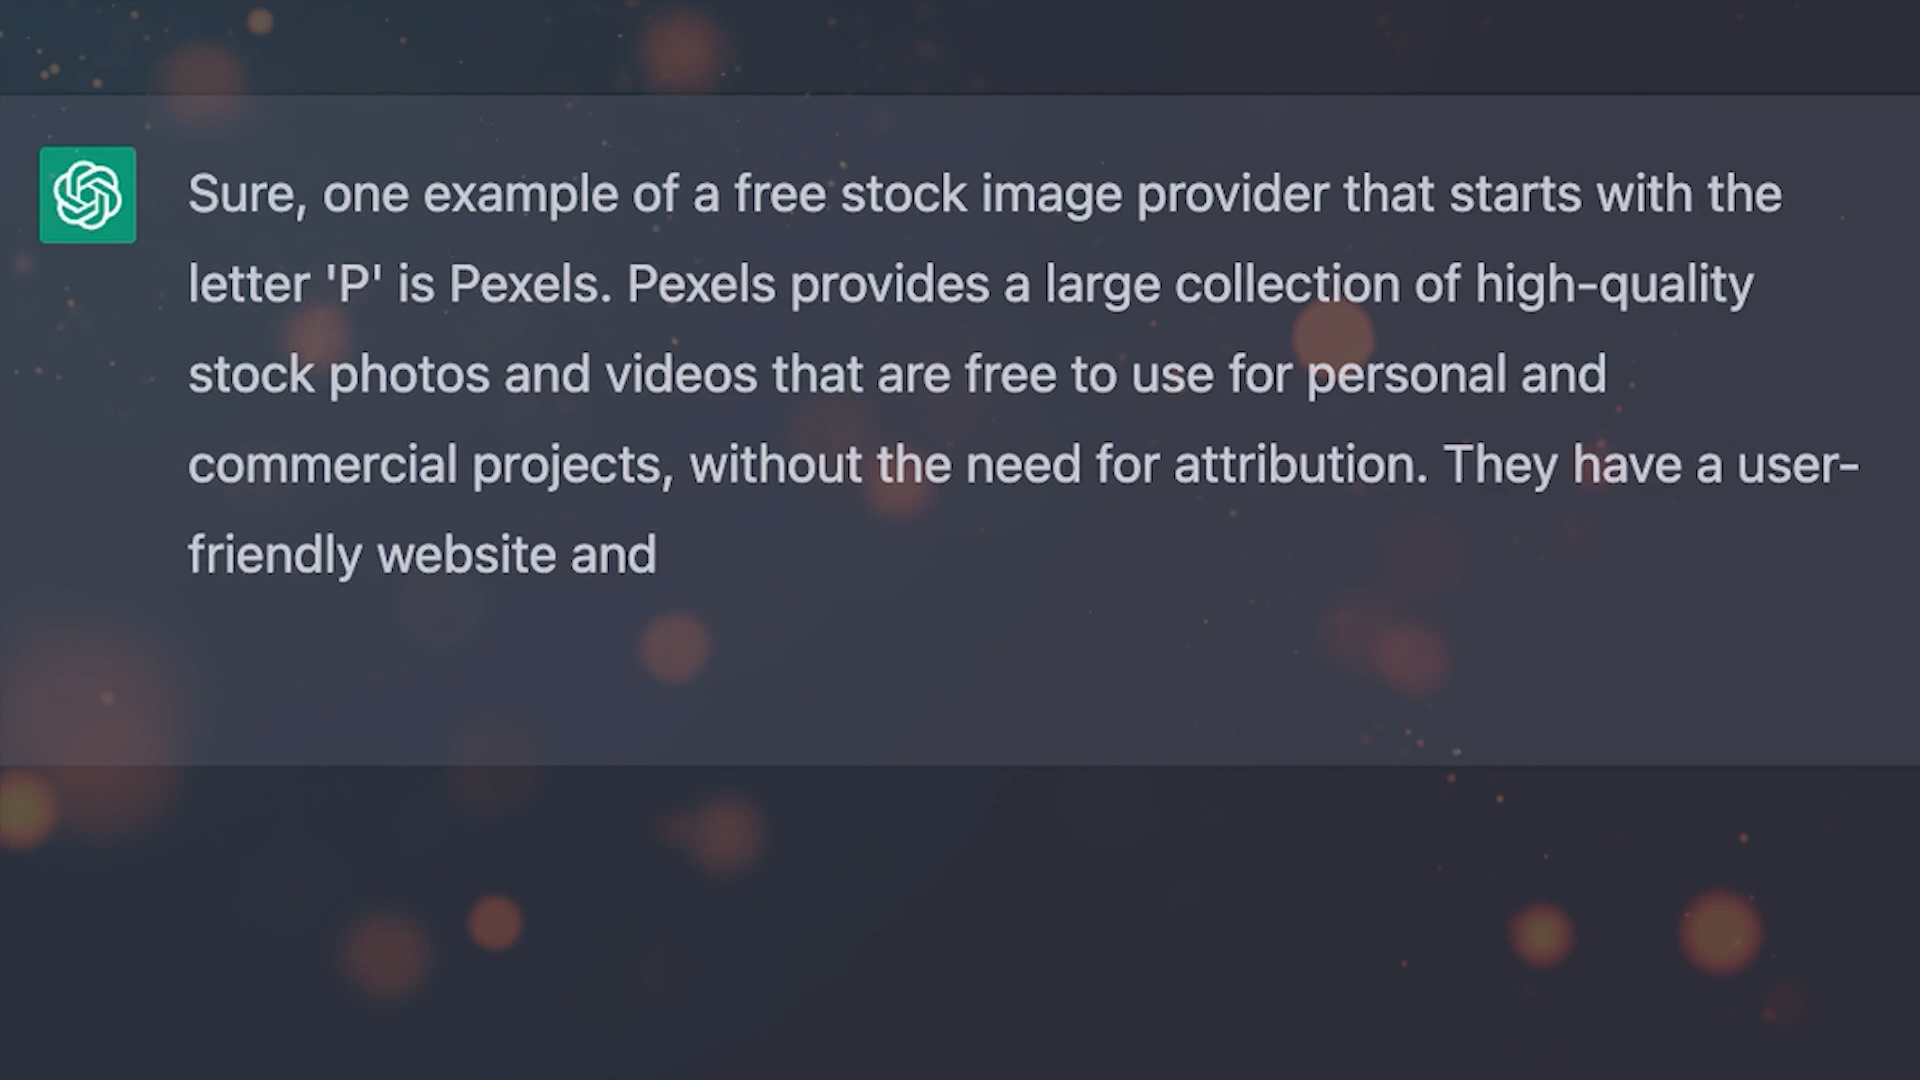 Sure, one example of a free stock image provider that starts with the
letter 'P' is Pexels. Pexels provides a large collection of high-quality
stock photos and videos that are free to use for personal and
commercial projects, without the need for attribution. They have a user-
friendly website and